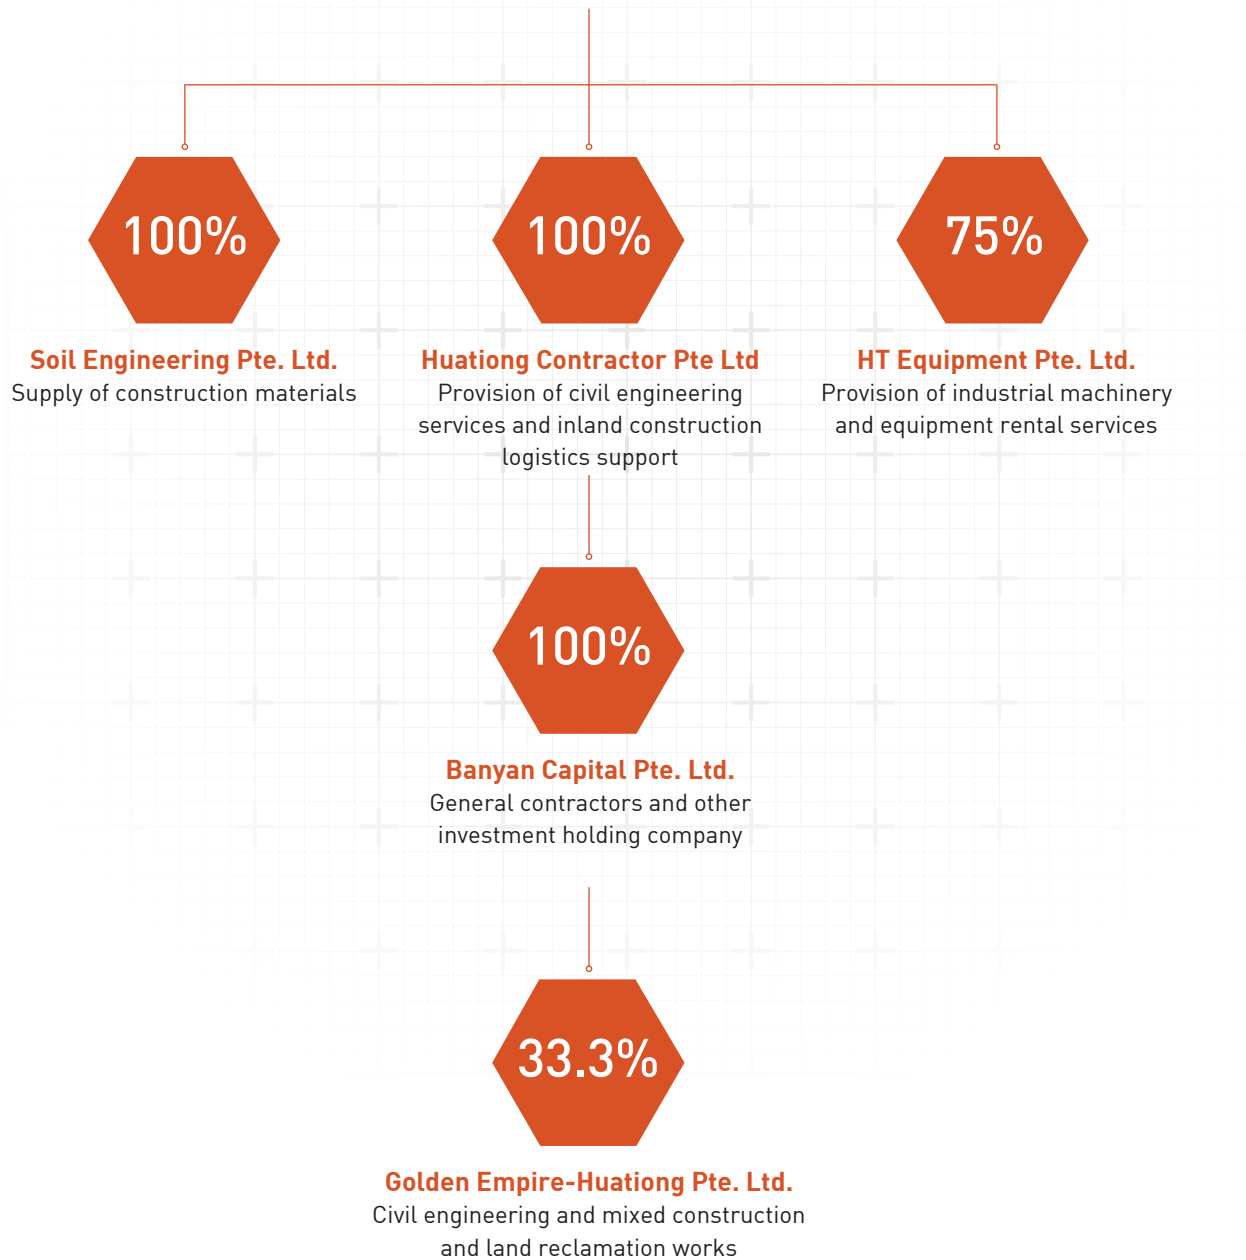 100%
Soil Engineering Pte. Ltd.
Supply of construction materials
100%
Huationg Contractor Pte Ltd
Provision of civil engineering
services and inland construction
logistics support
75%
HT Equipment Pte. Ltd.
Provision of industrial machinery
and equipment rental services
100%
Banyan Capital Pte. Ltd.
General contractors and other
investment holding company
33.3%
Golden Empire-Huationg Pte. Ltd.
Civil engineering and mixed construction
and land reclamation works